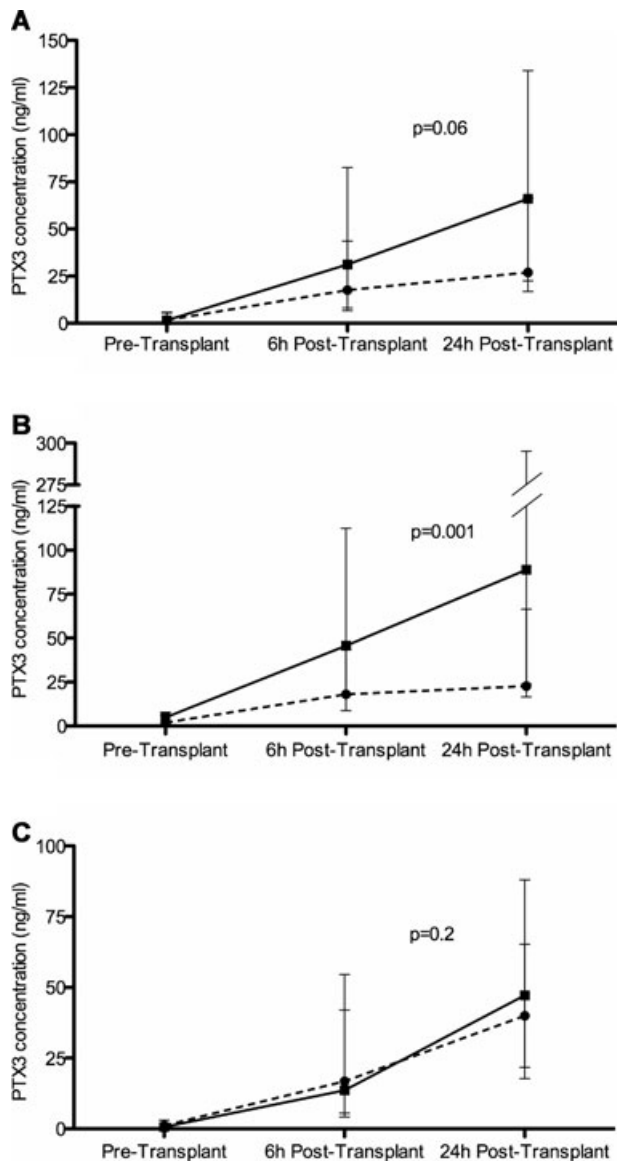 A
PTX3 concentration (ng/ml)
150
125
100
75
50
25
0
p=0.06
Pre-Transplant 6h Post-Transplant 24h Post-Transplant
B
PTX3 concentration (ng/ml)
300
275
125
100
75
50
25
0
p=0.001
Pre-Transplant 6h Post-Transplant 24h Post-Transplant
C
PTX3 concentration (ng/ml)
100
75
50
25
0
p=0.2
Pre-Transplant 6h Post-Transplant 24h Post-Transplant